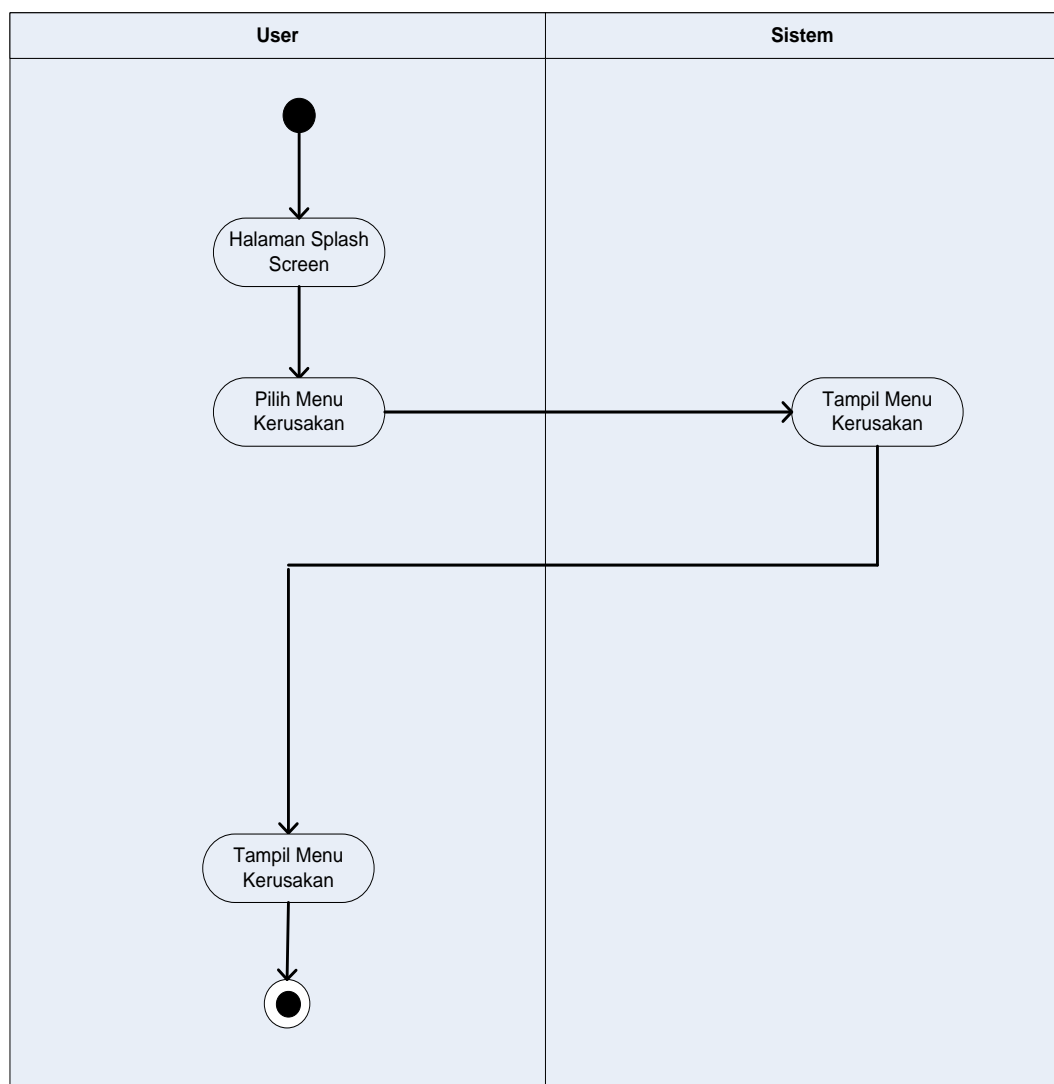 User
Sistem
Halaman Splash
Screen
Pilih Menu
Kerusakan
Tampil Menu
Kerusakan
Tampil Menu
Kerusakan